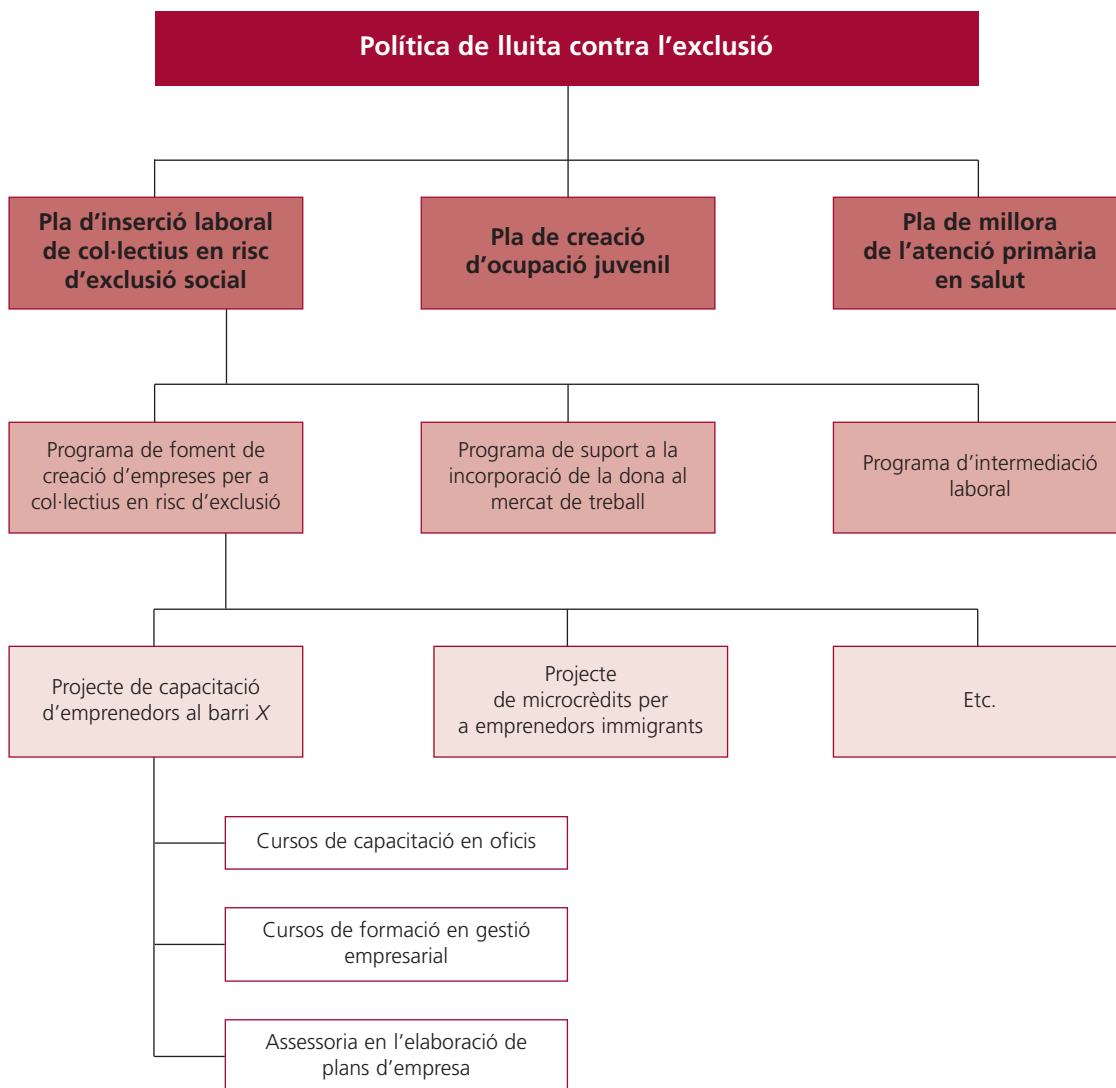 Política de lluita contra l’exclusió
Pla d’inserció laboral
de col·lectius en risc
d’exclusió social
Pla de creació
d’ocupació juvenil
Pla de millora
de l’atenció primària
en salut
Programa de foment de
creació d’empreses per a
col·lectius en risc d’exclusió
Programa de suport a la
incorporació de la dona al
mercat de treball
Programa d’intermediació
laboral
Projecte de capacitació
d’emprenedors al barri X
Projecte
de microcrèdits per
a emprenedors immigrants
Etc.
Cursos de capacitació en oficis
Cursos de formació en gestió
empresarial
Assessoria en l’elaboració de
plans d’empresa